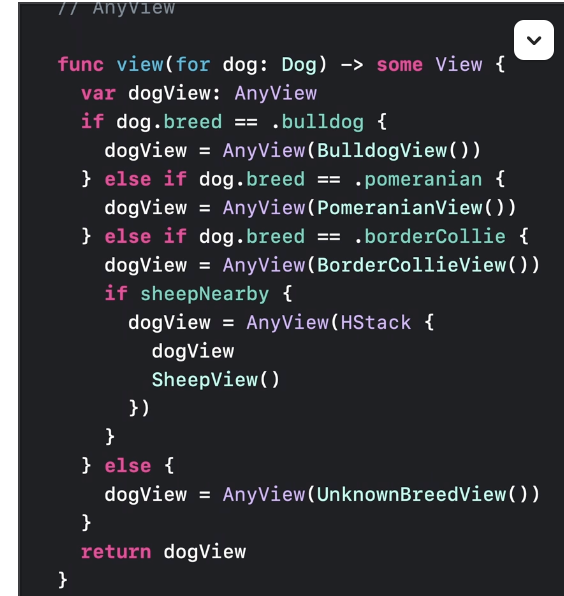 // AnyView
func view(for dog: Dog) -> some View {
  var dogView: AnyView
  if dog.breed == .bulldog {
    dogView = AnyView(BulldogView())
  } else if dog.breed == .pomeranian {
    dogView = AnyView(PomeranianView())
  } else if dog.breed == .borderCollie {
    dogView = AnyView(BorderCollieView())
    if sheepNearby {
      dogView = AnyView(HStack {
        dogView
        SheepView()
      })
    }
  } else {
    dogView = AnyView(UnknownBreedView())
  }
  return dogView
}